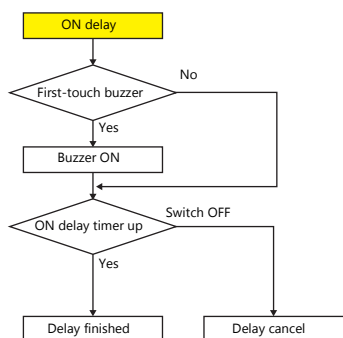 ON delay
No
First-touch buzzer
Yes
Buzzer ON
Switch OFF
ON delay timer up
Yes
Delay finished
Delay cancel